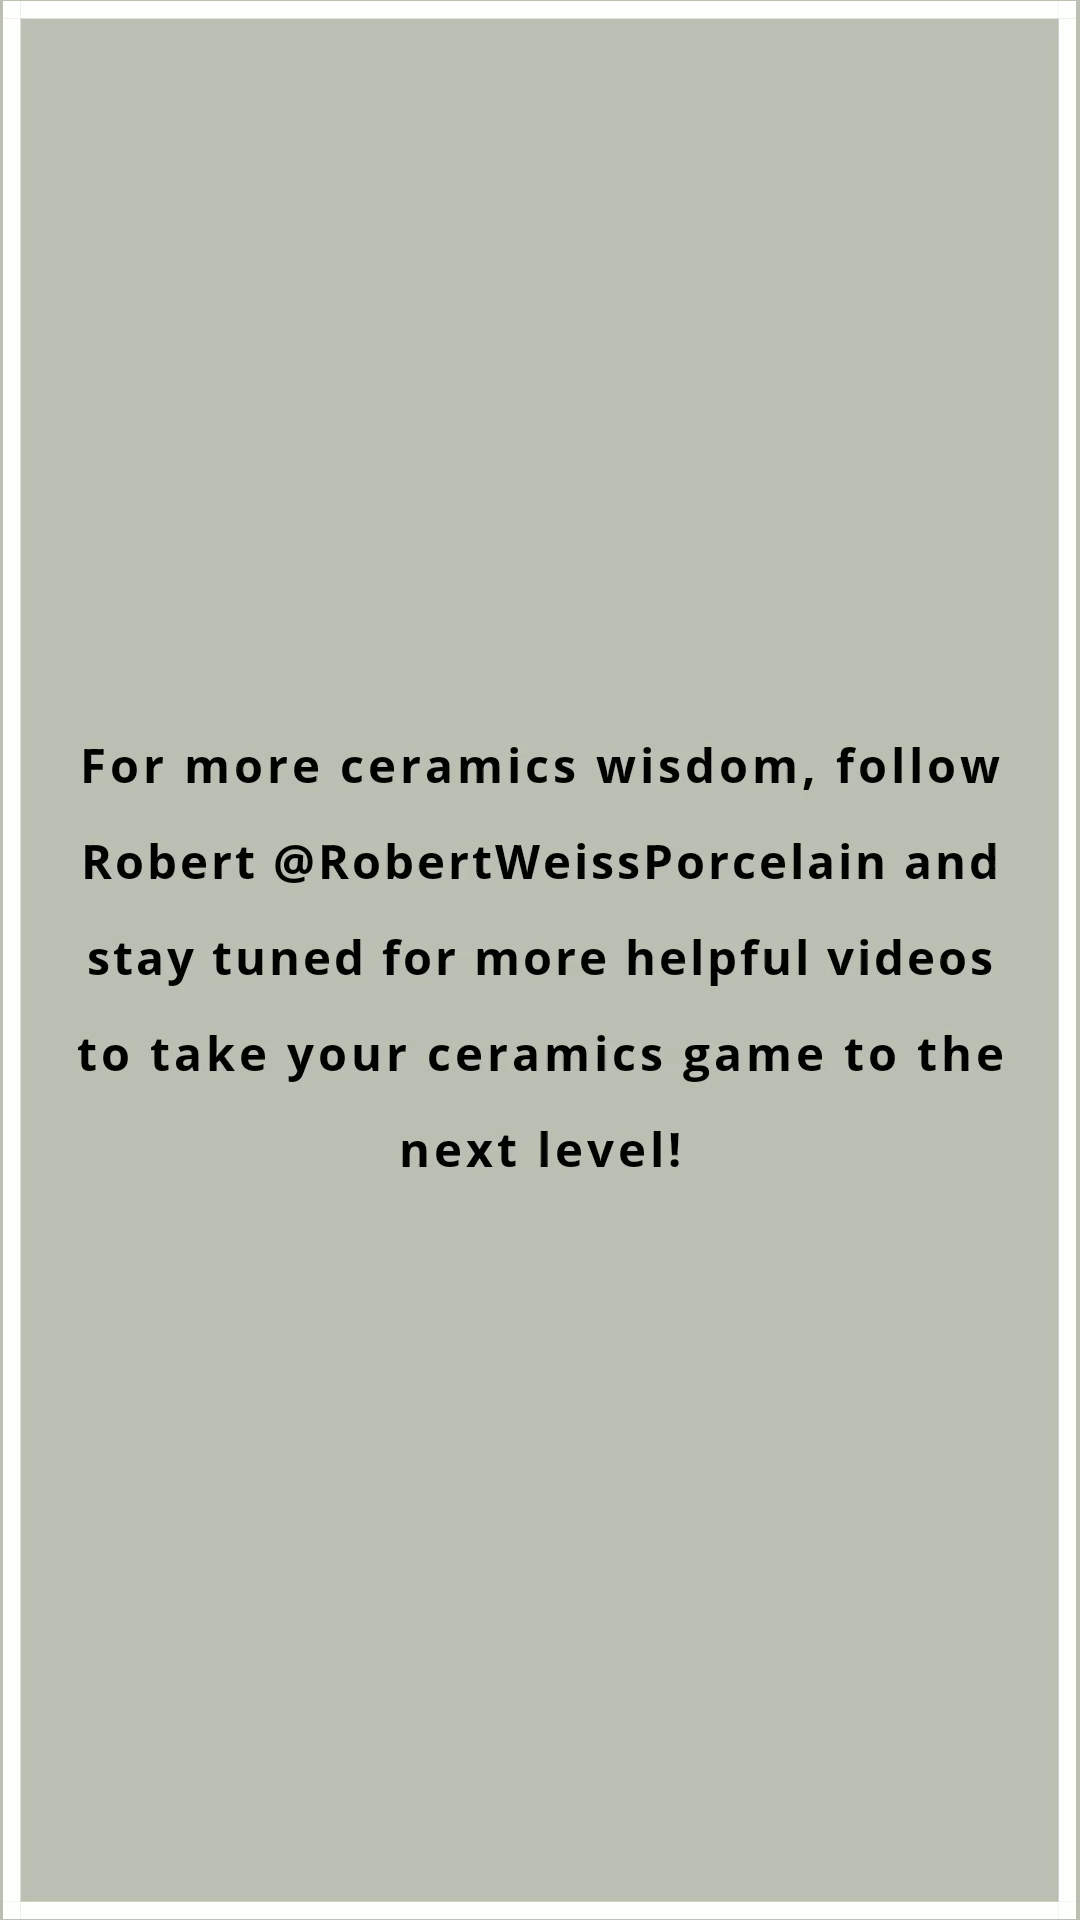 For more ceramics wisdom, follow
Robert @RobertWeissPorcelain and
stay tuned for more helpful videos
to take your ceramics game to the
next level!